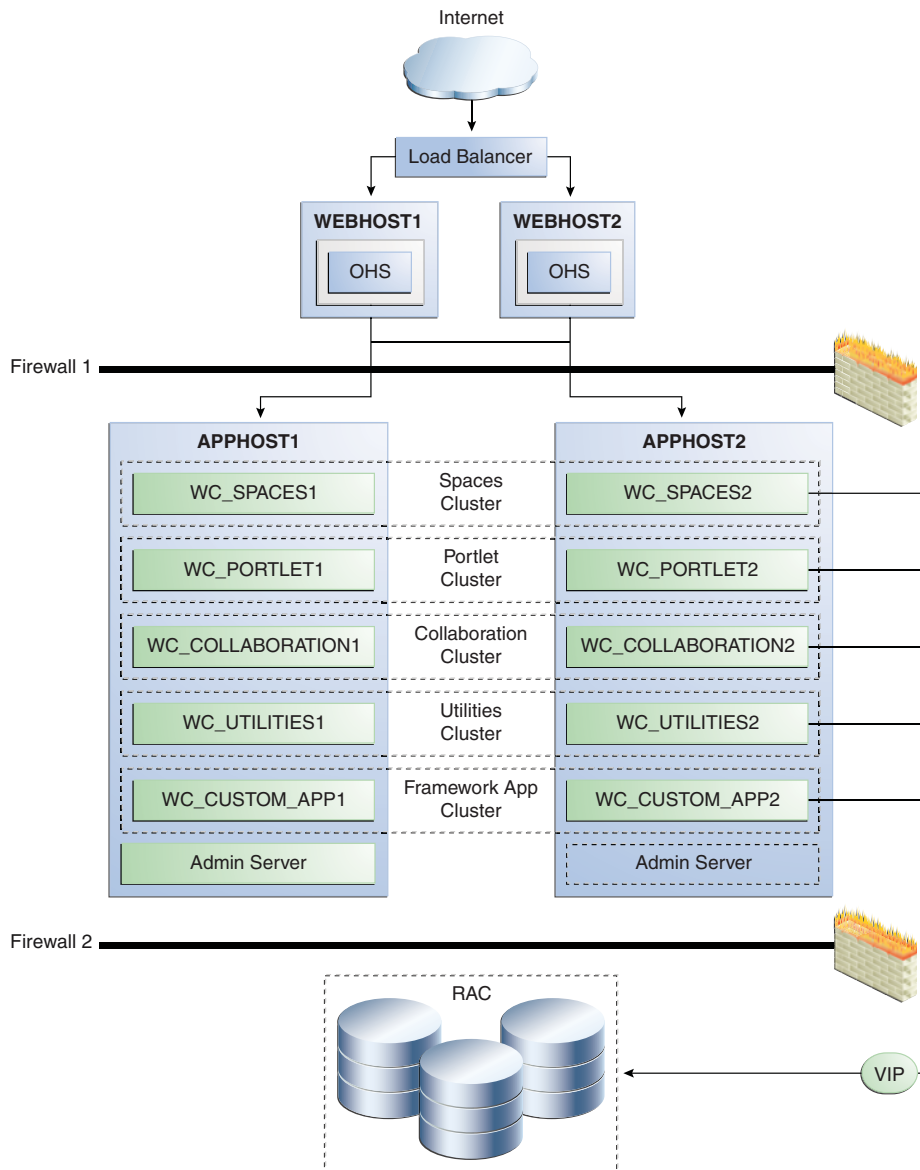 Internet
Load Balancer
WEBHOST1
WEBHOST2
OHS
OHS
Firewall 1
APPHOST1
APPHOST2
WC_SPACES1
Spaces
Cluster
WC_SPACES2
WC_PORTLET1
Portlet
Cluster
WC_PORTLET2
WC_COLLABORATION1
Collaboration
Cluster
WC_COLLABORATION2
WC_UTILITIES1
Utilities
Cluster
WC_UTILITIES2
WC_CUSTOM_APP1
Framework App
Cluster
WC_CUSTOM_APP2
Admin Server
Admin Server
Firewall 2
RAC
VIP